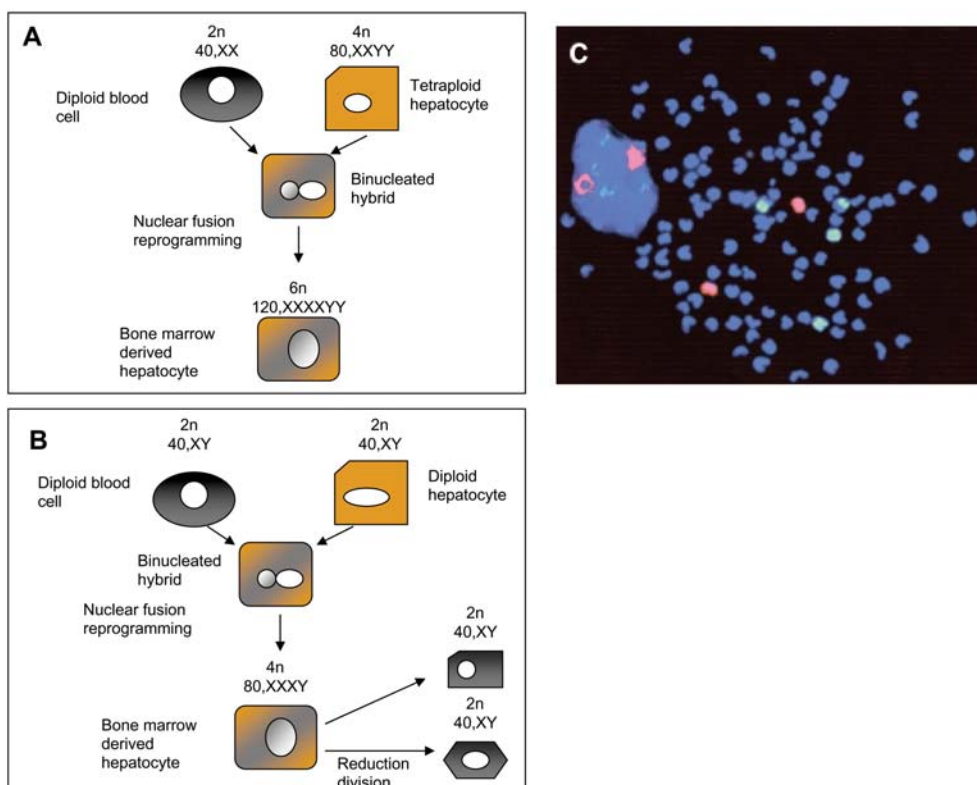 A
2n
40,XX
4n
80,XXYY
Diploid blood
cell
Tetraploid
hepatocyte
Binucleated
hybrid
Nuclear fusion
reprogramming
6n
120,XXXXYY
Bone marrow
derived
hepatocyte
B
2n
40,XY
2n
40,XY
Diploid blood
cell
Diploid
hepatocyte
Binucleated
hybrid
Nuclear fusion
reprogramming
4n
80,XXXY
Bone marrow
derived
hepatocyte
2n
40,XY
2n
40,XY
Reduction
division
C